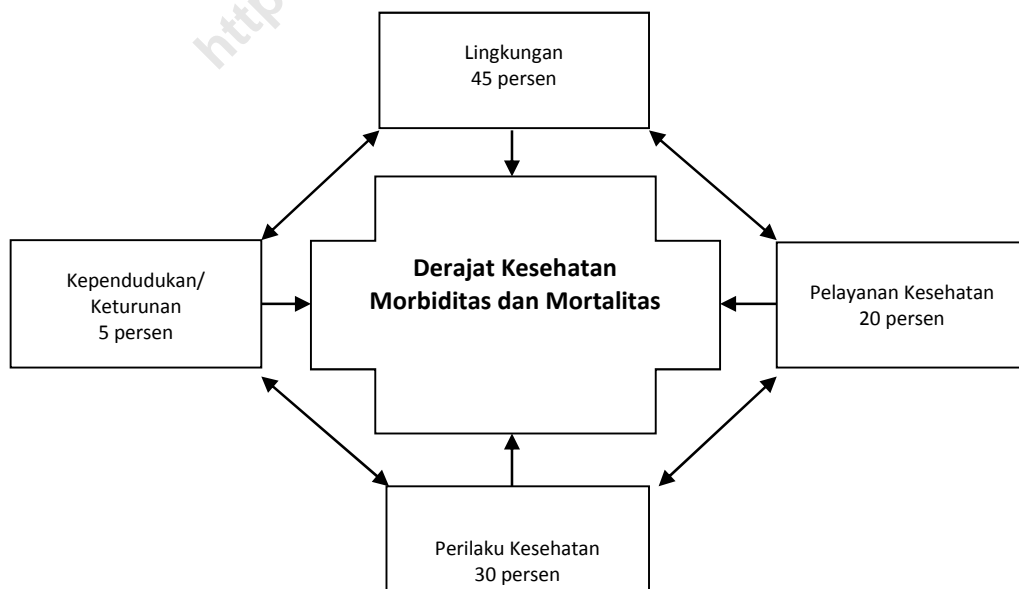 http
Lingkungan
45 persen
Derajat Kesehatan
Morbiditas dan Mortalitas
Kependudukan/
Keturunan
5 persen
Pelayanan Kesehatan
20 persen
Perilaku Kesehatan
30 persen